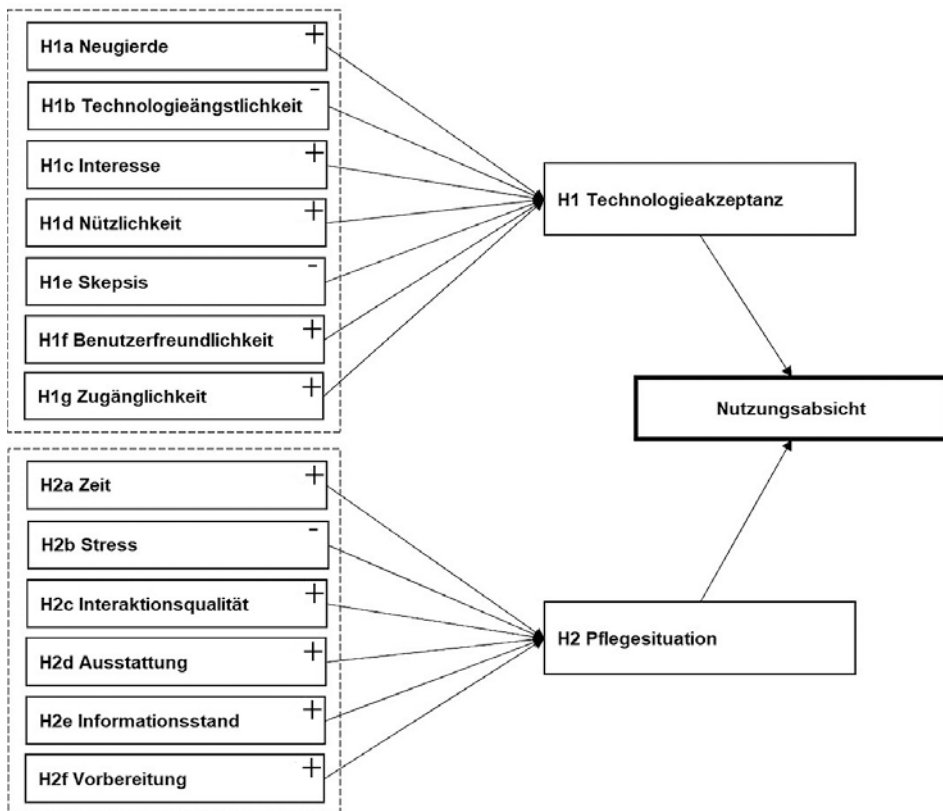 H1a Neugierde +
H1b Technologieängstlichkeit -
H1c Interesse +
H1d Nützlichkeit +
H1e Skepsis -
H1f Benutzerfreundlichkeit +
H1g Zugänglichkeit +
H1 Technologieakzeptanz
Nutzungsabsicht
H2a Zeit +
H2b Stress -
H2c Interaktionsqualität +
H2d Ausstattung +
H2e Informationsstand +
H2f Vorbereitung +
H2 Pflegesituation